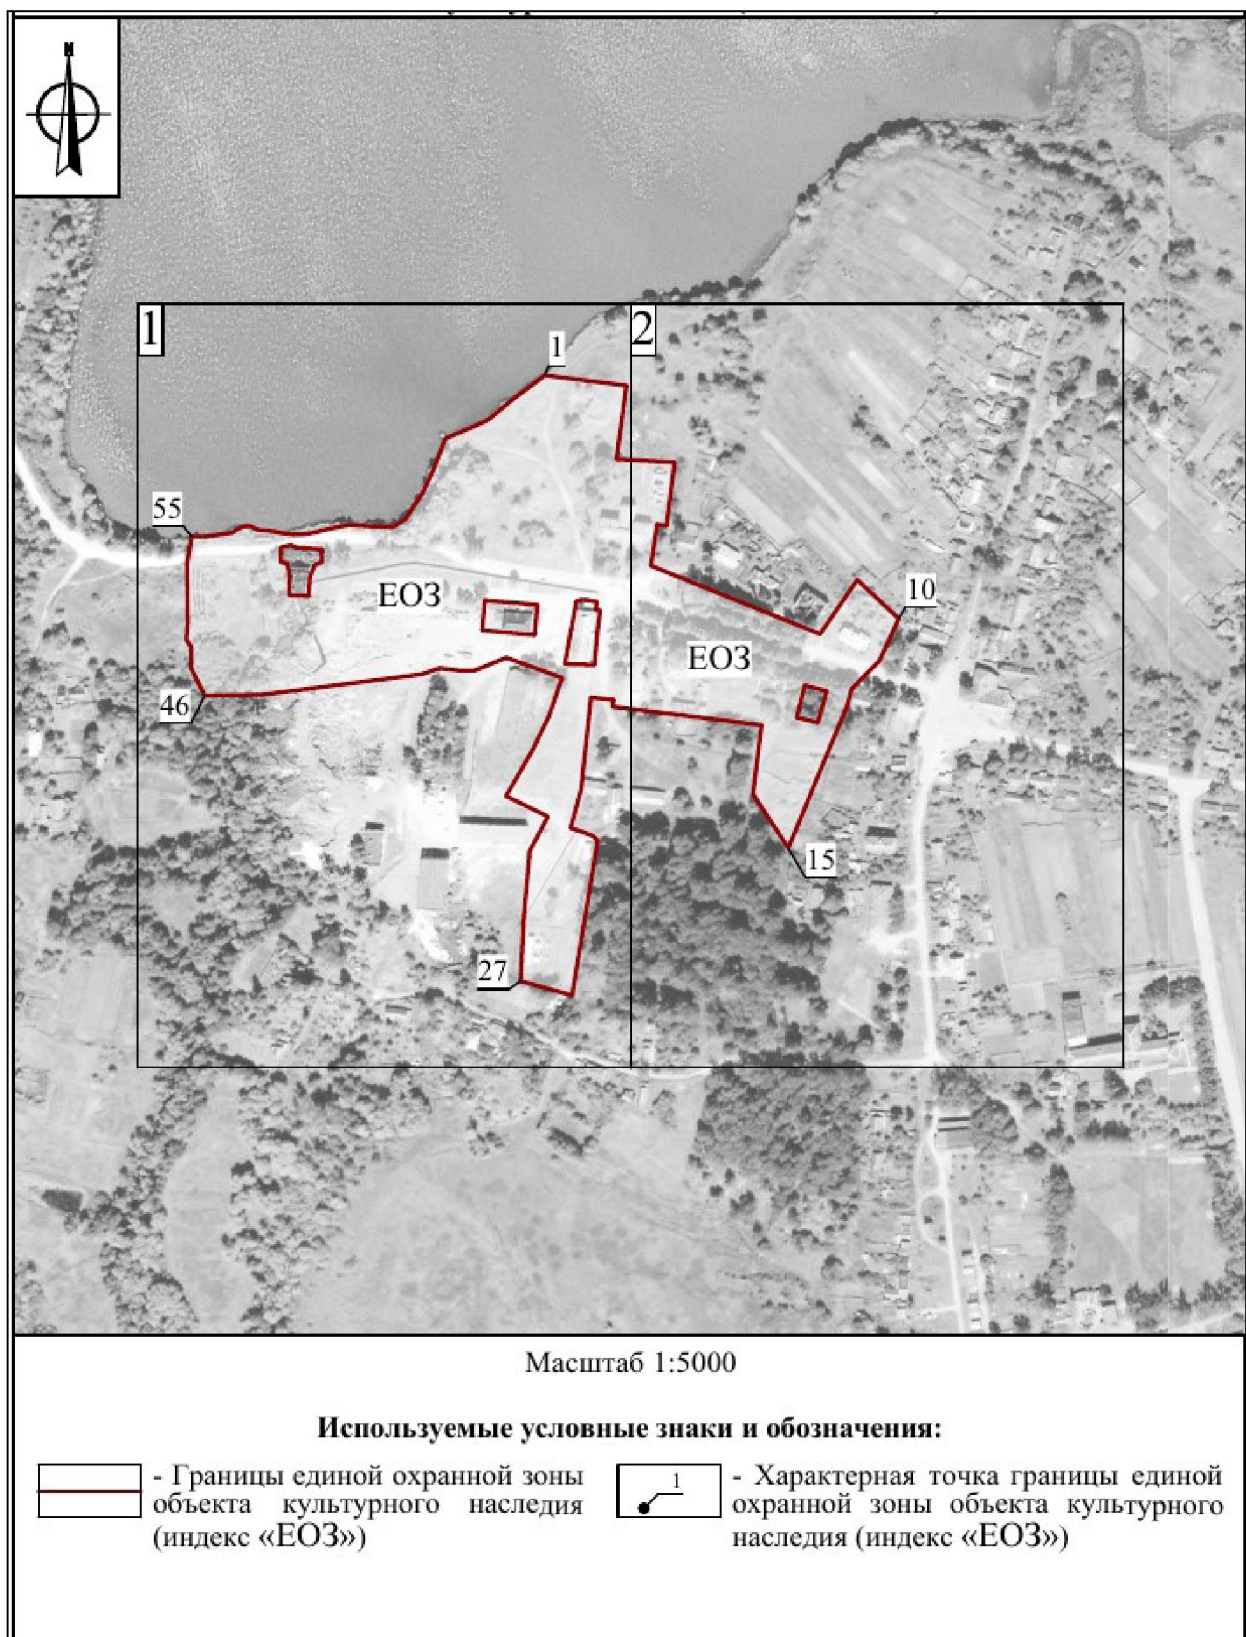 N
1
2
1
55
10
ЕОЗ
ЕОЗ
46
15
27
Масштаб 1:5000
Используемые условные знаки и обозначения:
- Границы единой охранной зоны
объекта культурного наследия
(индекс «ЕОЗ»)
1
- Характерная точка границы единой
охранной зоны объекта культурного
наследия (индекс «ЕОЗ»)